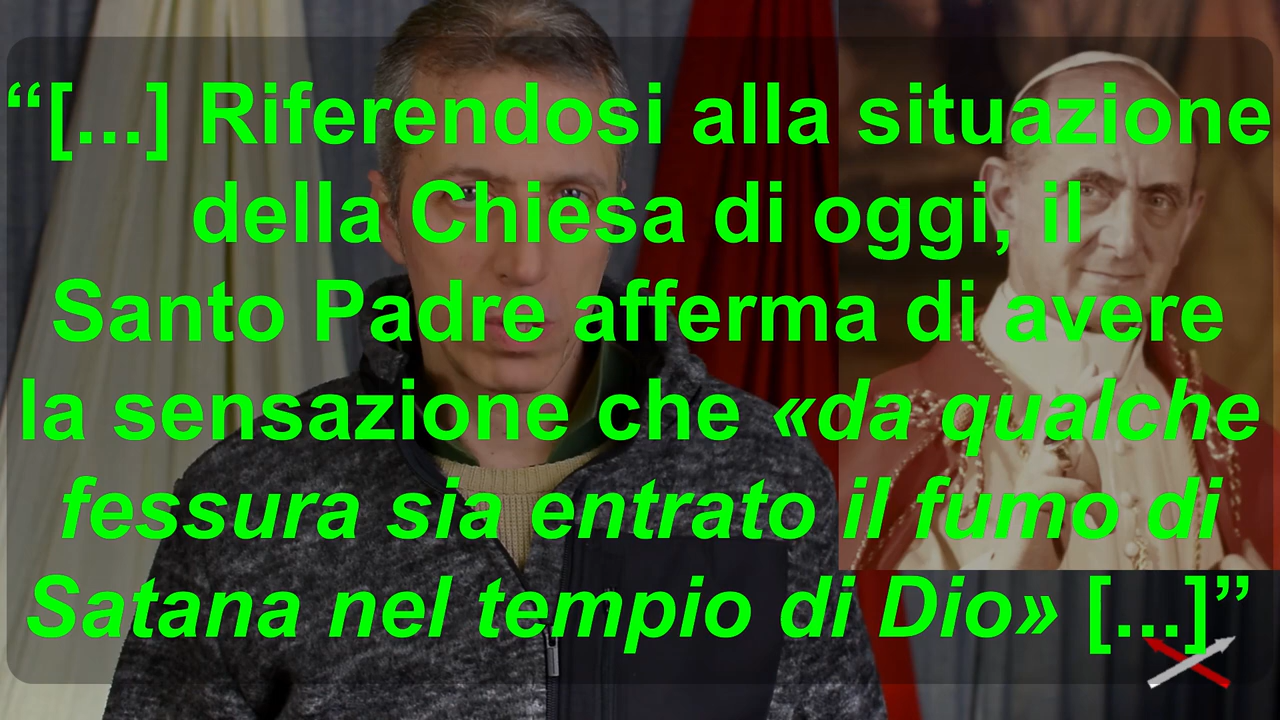 “[...] Riferendosi alla situazione
della Chiesa di oggi, il
Santo Padre afferma di avere
la sensazione che «da qualche
fessura sia entrato il fumo di
Satana nel tempio di Dio» [...]”